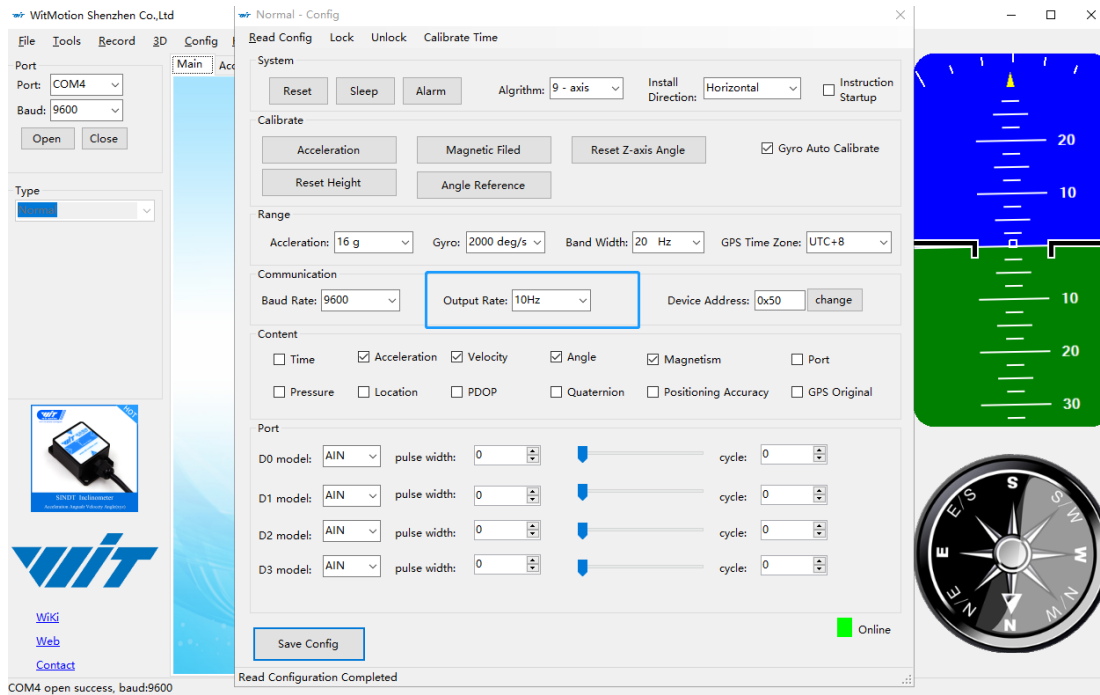 WitMotion Shenzhen Co.,Ltd
File Tools Record 3D Config
Port
Port: COM4
Baud: 9600
Open Close
Type
Normal
HOT
WIT
SINDT Inclinometer
WIT
WiKi
Web
Contact
COM4 open success, baud:9600
Main Acc
Normal - Config
Read Config Lock Unlock Calibrate Time
System
Reset Sleep Alarm Algrithm: 9 - axis Install Direction: Horizontal Instruction Startup
Calibrate
Acceleration Magnetic Filed Reset Z-axis Angle Gyro Auto Calibrate
Reset Height Angle Reference
Range
Accleration: 16 g Gyro: 2000 deg/s Band Width: 20 Hz GPS Time Zone: UTC+8
Communication
Baud Rate: 9600 Output Rate: 10Hz Device Address: 0x50 change
Content
Time Acceleration Velocity Angle Magnetism Port
Pressure Location PDOP Quaternion Positioning Accuracy GPS Original
Port
D0 model: AIN pulse width: 0 cycle: 0
D1 model: AIN pulse width: 0 cycle: 0
D2 model: AIN pulse width: 0 cycle: 0
D3 model: AIN pulse width: 0 cycle: 0
Save Config
Online
Read Configuration Completed
20
10
10
20
30
S
S/W
W
N/W
N
N/E
E
E/S